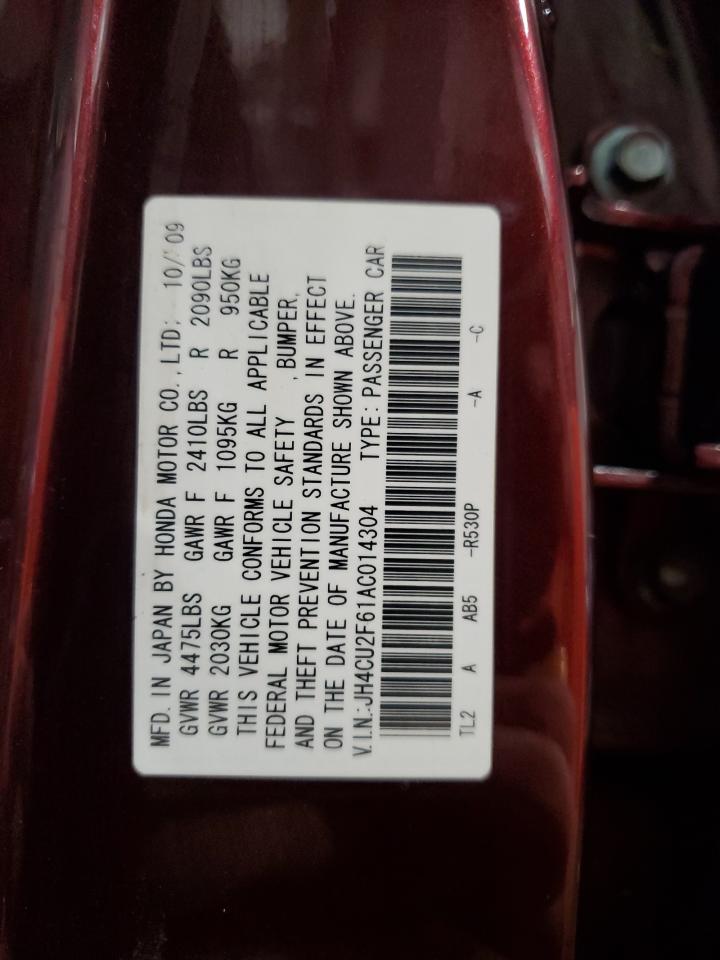 MFD. IN JAPAN BY HONDA MOTOR CO., LTD; 10/09
GVWR 4475LBS GAWR F 2410LBS R 2090LBS
GVWR 2030KG GAWR F 1095KG R 950KG
THIS VEHICLE CONFORMS TO ALL APPLICABLE
FEDERAL MOTOR VEHICLE SAFETY , BUMPER,
AND THEFT PREVENTION STANDARDS IN EFFECT
ON THE DATE OF MANUFACTURE SHOWN ABOVE.
V.I.N.:JH4CU2F61AC014304 TYPE: PASSENGER CAR
TL2 A AB5 -R530P -A -C